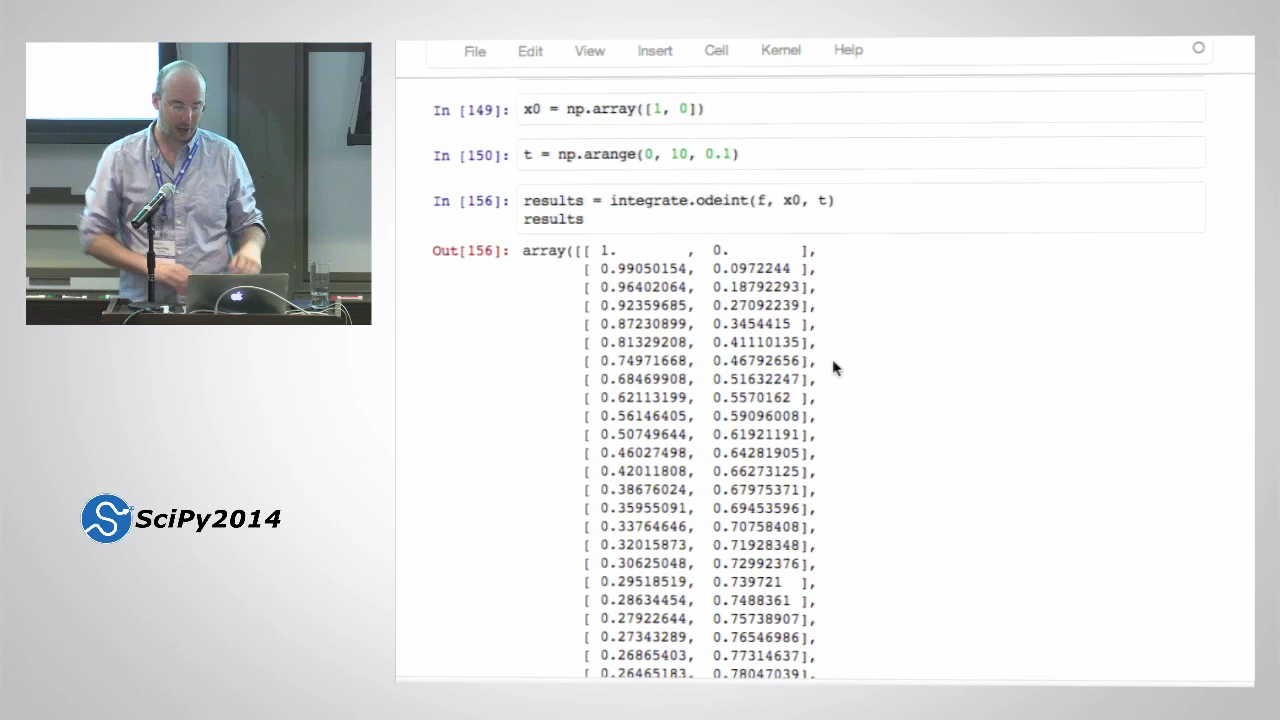 File Edit View Insert Cell Kernel Help
In [149]: x0 = np.array([1, 0])
In [150]: t = np.arange(0, 10, 0.1)
In [156]: results = integrate.odeint(f, x0, t)
results
Out[156]: array([[ 1.        ,  0.        ],
[ 0.99050154,  0.0972244 ],
[ 0.96402064,  0.18792293],
[ 0.92359685,  0.27092239],
[ 0.87230899,  0.3454415 ],
[ 0.81329208,  0.41110135],
[ 0.74971668,  0.46792656],
[ 0.68469908,  0.51632247],
[ 0.62113199,  0.5570162 ],
[ 0.56146405,  0.59096008],
[ 0.50749644,  0.61921191],
[ 0.46027498,  0.64281905],
[ 0.42011808,  0.66273125],
[ 0.38676024,  0.67975371],
[ 0.35955091,  0.69453596],
[ 0.33764646,  0.70758408],
[ 0.32015873,  0.71928348],
[ 0.30625048,  0.72992376],
[ 0.29518519,  0.739721  ],
[ 0.28634454,  0.7488361 ],
[ 0.27922644,  0.75738907],
[ 0.27343289,  0.76546986],
[ 0.26865403,  0.77314637],
[ 0.26465183,  0.78047039],
SciPy2014